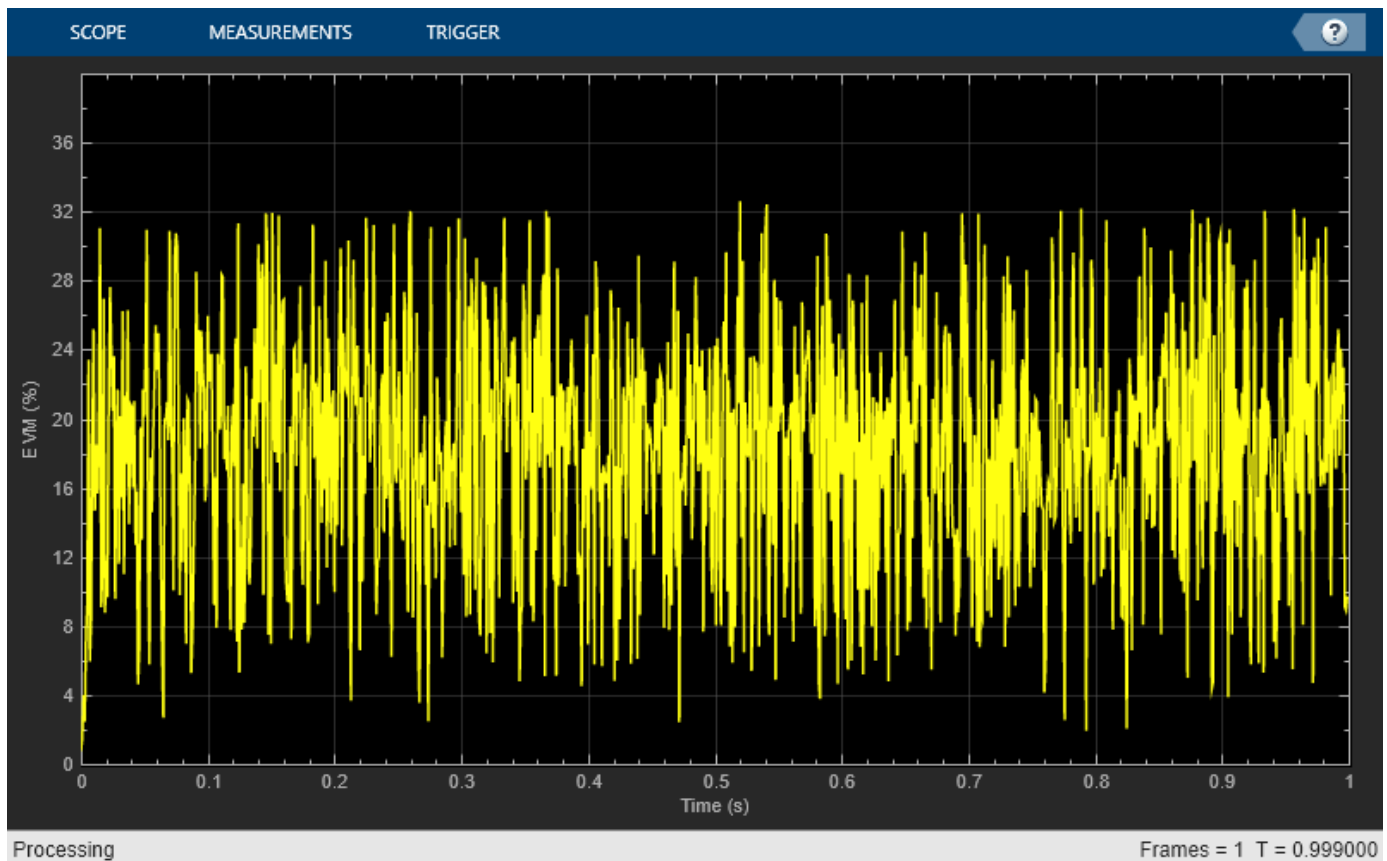 SCOPE MEASUREMENTS TRIGGER ?
36
32
28
24
20
16
12
8
4
0
EVM (%)
0 0.1 0.2 0.3 0.4 0.5 0.6 0.7 0.8 0.9 1
Time (s)
Processing Frames = 1 T = 0.999000